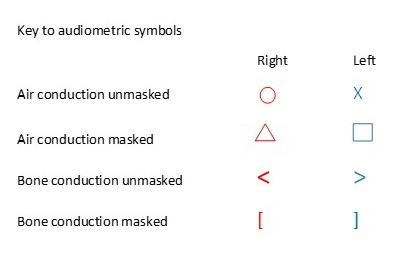 Key to audiometric symbols
Right Left
Air conduction unmasked X
Air conduction masked
Bone conduction unmasked < >
Bone conduction masked [ ]